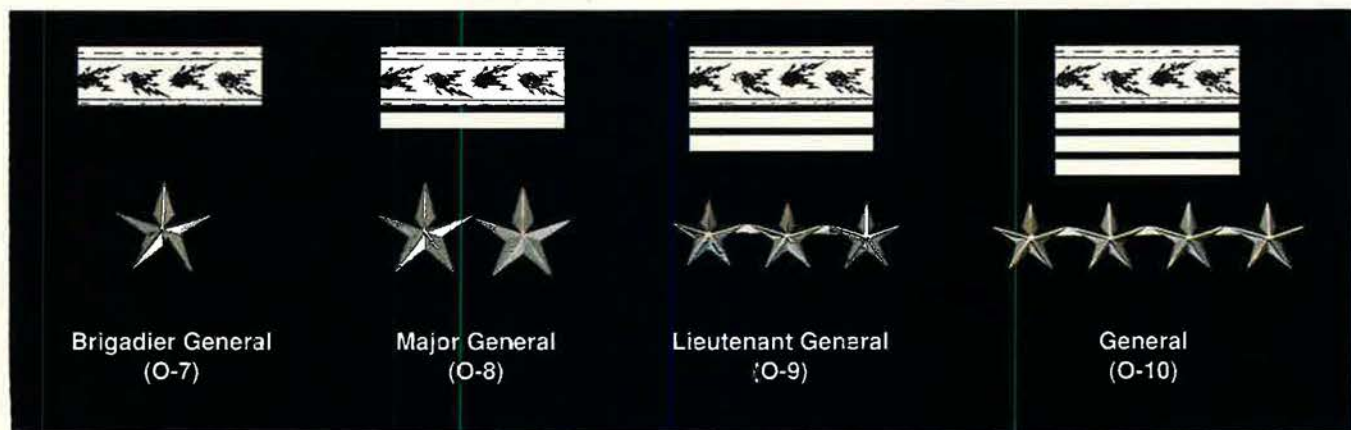 Brigadier General
(O-7)
Major General
(O-8)
Lieutenant General
(O-9)
General
(O-10)